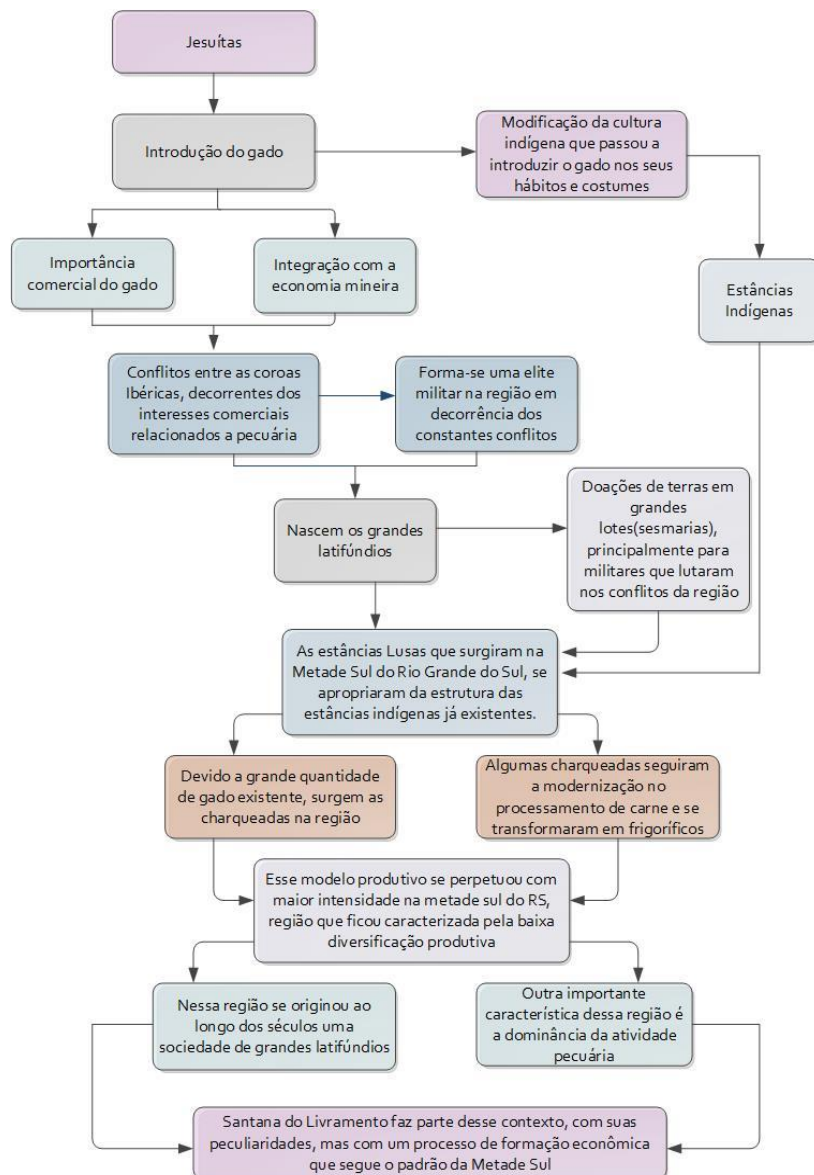 Jesuítas
Introdução do gado
Modificação da cultura
indígena que passou a
introduzir o gado nos seus
hábitos e costumes
Importância
comercial do gado
Integração com a
economia mineira
Estâncias
Indígenas
Conflitos entre as coroas
Ibéricas, decorrentes dos
interesses comerciais
relacionados a pecuária
Forma-se uma elite
militar na região em
decorrência dos
constantes conflitos
Nascem os grandes
latifúndios
Doações de terras em
grandes
lotes(sesmarias),
principalmente para
militares que lutaram
nos conflitos da região
As estâncias Lusas que surgiram na
Metade Sul do Rio Grande do Sul, se
apropriaram da estrutura das
estâncias indígenas já existentes.
Devido a grande quantidade
de gado existente, surgem as
charqueadas na região
Algumas charqueadas seguiram
a modernização no
processamento de carne e se
transformaram em frigoríficos
Esse modelo produtivo se perpetuou com
maior intensidade na metade sul do RS,
região que ficou caracterizada pela baixa
diversificação produtiva
Nessa região se originou ao
longo dos séculos uma
sociedade de grandes latifúndios
Outra importante
característica dessa região é
a dominância da atividade
pecuária
Santana do Livramento faz parte desse contexto, com suas
peculiaridades, mas com um processo de formação econômica
que segue o padrão da Metade Sul